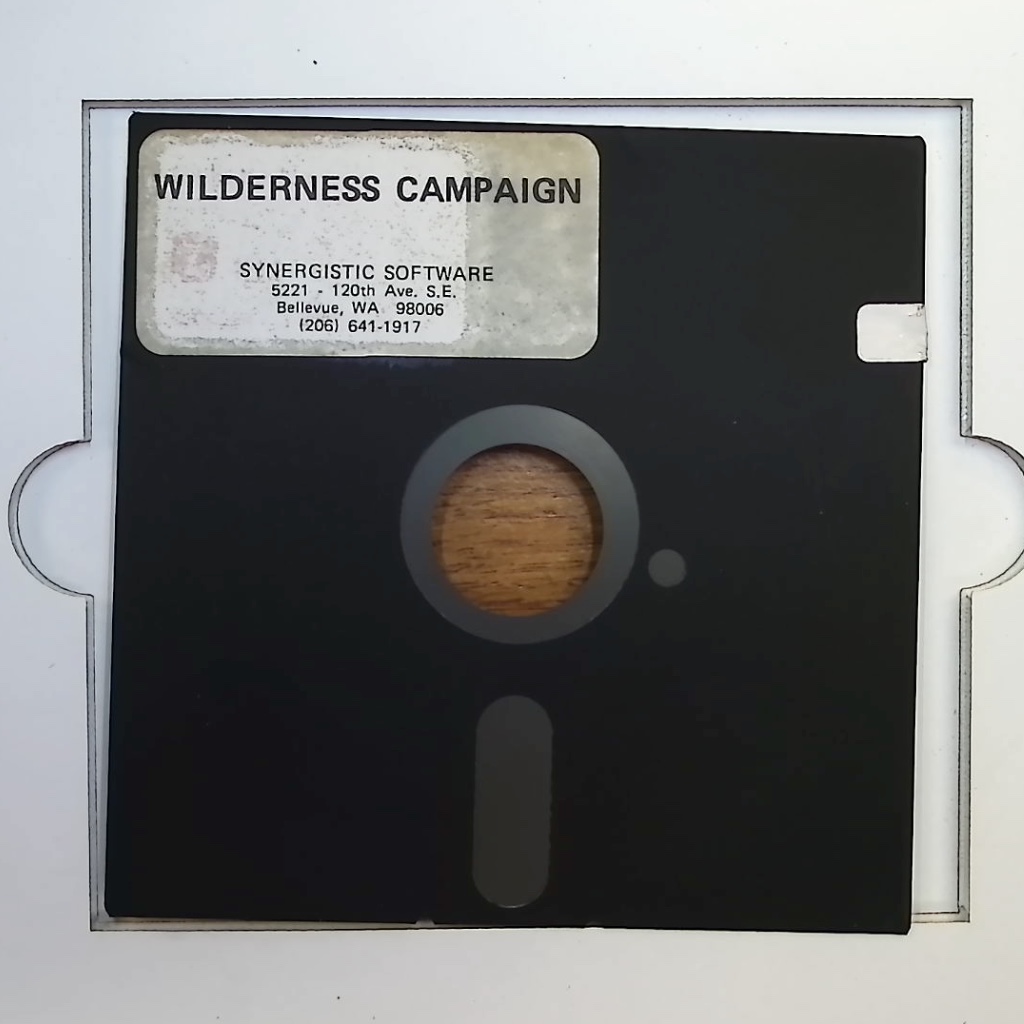 WILDERNESS CAMPAIGN
SYNERGISTIC SOFTWARE
5221 - 120th Ave. S.E.
Bellevue, WA 98006
(206) 641-1917